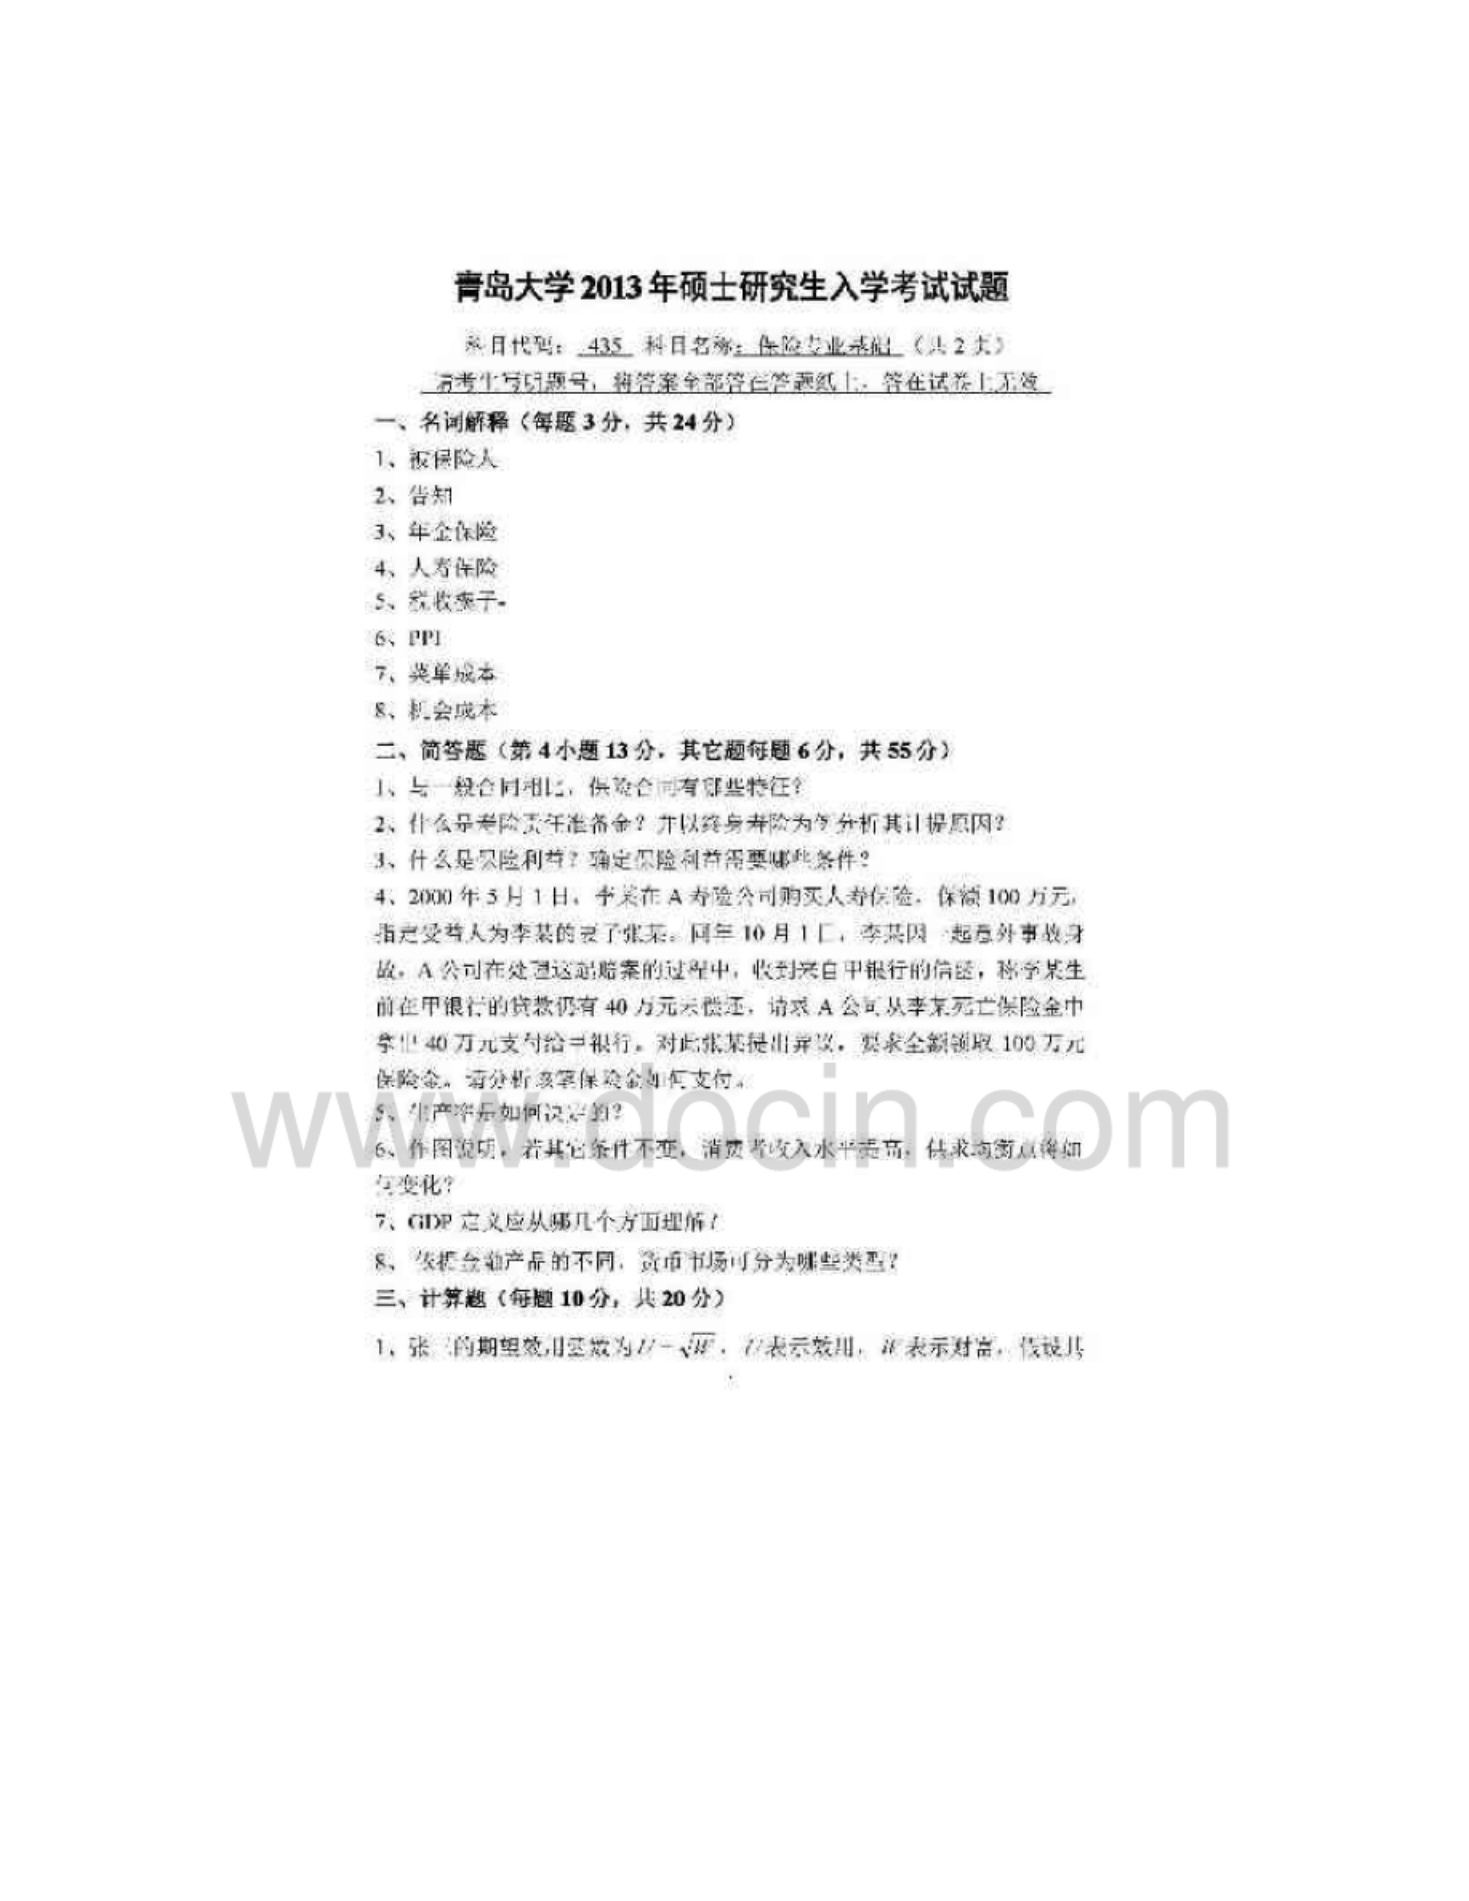 青岛大学2013年硕士研究生入学考试试题
科目代码： 435 科目名称：保险专业基础 （共2页）
请考生写明题号，将答案全部答在答题纸上，答在试卷上无效
一、名词解释（每题3分，共24分）
1、被保险人
2、告知
3、年金保险
4、人寿保险
5、税收楔子
6、PPI
7、菜单成本
8、机会成本
二、简答题（第4小题13分，其它题每题6分，共55分）
1、与一般合同相比，保险合同有哪些特征？
2、什么是寿险责任准备金？并以终身寿险为例分析其计提原因？
3、什么是保险利益？确定保险利益需要哪些条件？
4、2000年5月1日，李某在A寿险公司购买人寿保险，保额100万元，
指定受益人为李某的妻子张某。同年10月1日，李某因一起意外事故身
故，A公司在处理这起赔案的过程中，收到来自甲银行的信函，称李某生
前在甲银行的贷款仍有40万元未偿还，请求A公司从李某死亡保险金中
拿出40万元支付给甲银行。对此张某提出异议，要求全额领取100万元
保险金。请分析该笔保险金如何支付。
www.docin.com
5、生产率是如何决定的？
6、作图说明，若其它条件不变，消费者收入水平提高，供求均衡点将如
何变化？
7、GDP定义应从哪几个方面理解？
8、依据金融产品的不同，货币市场可分为哪些类型？
三、计算题（每题10分，共20分）
1、张三的期望效用函数为U=√W，U表示效用，W表示财富，假设其